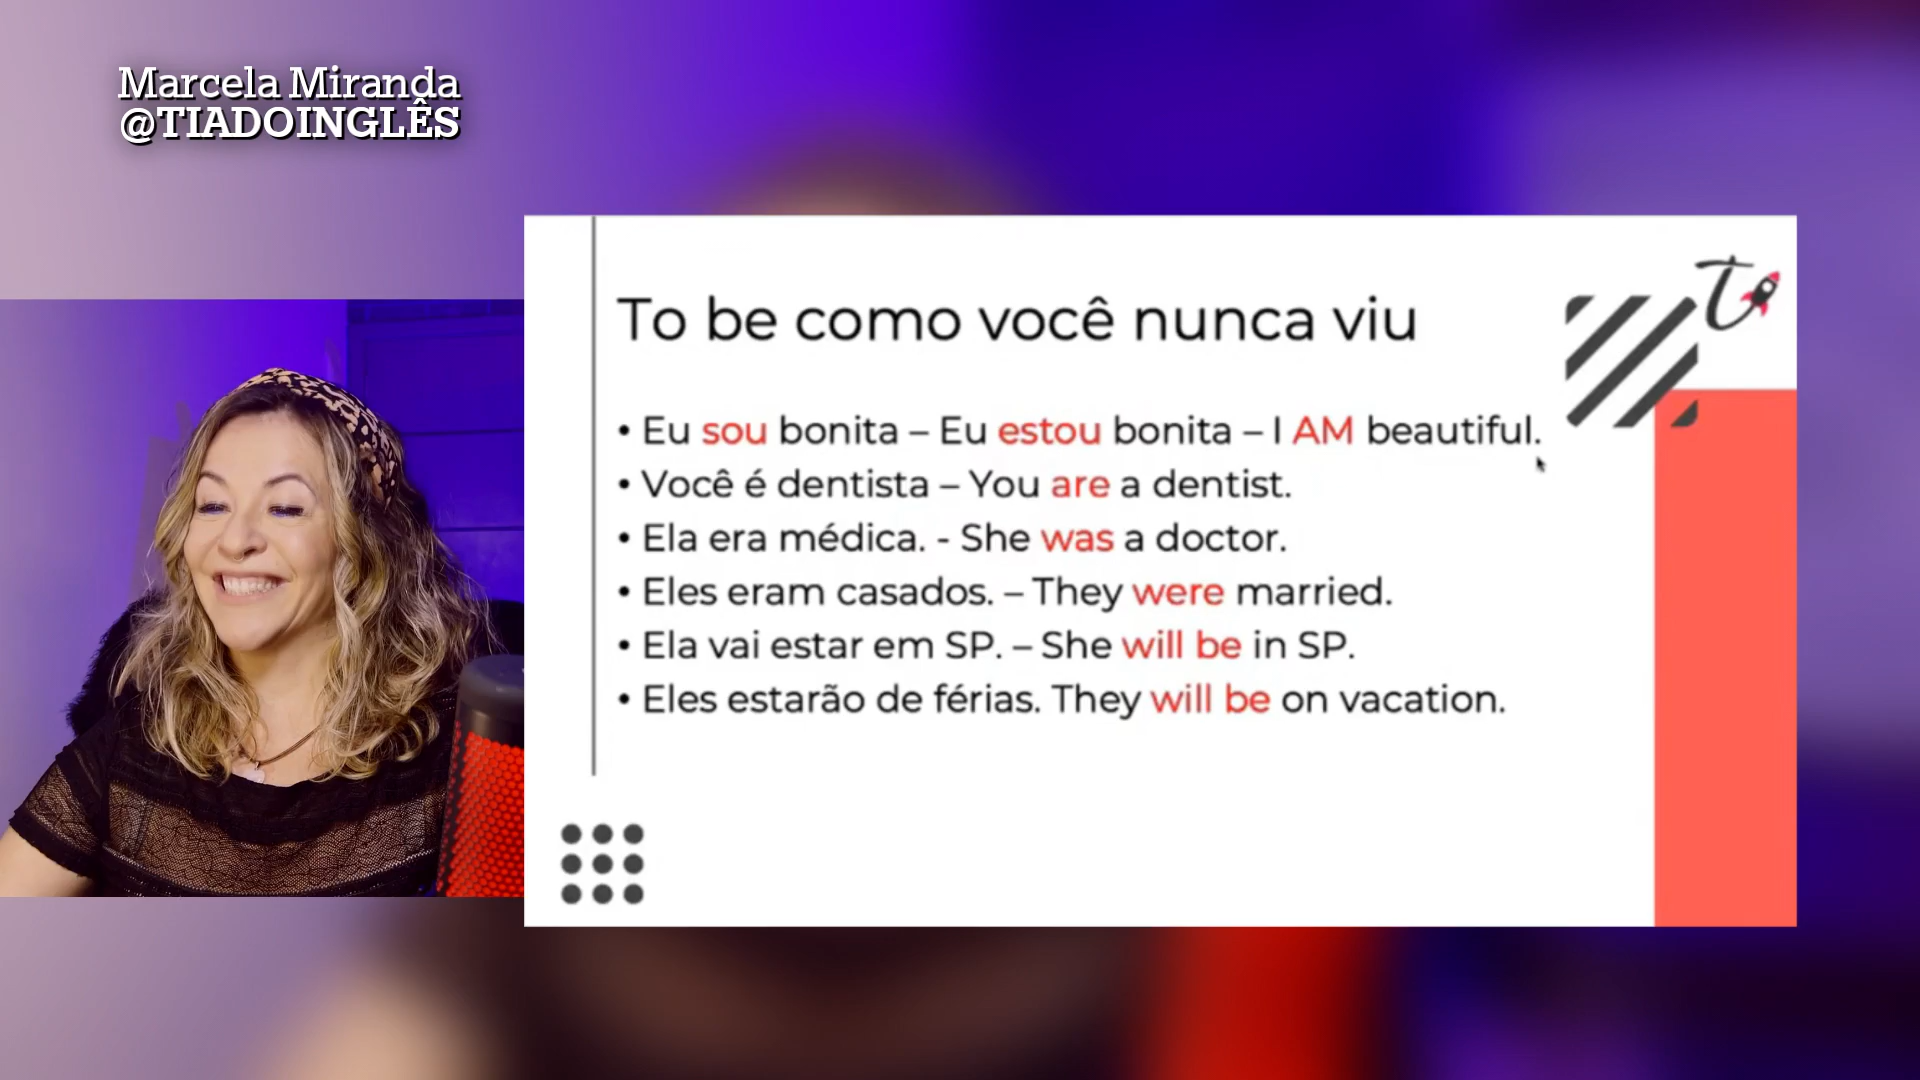 Marcela Miranda
@TIADOINGLÊS
To be como você nunca viu
• Eu sou bonita – Eu estou bonita – I AM beautiful.
• Você é dentista – You are a dentist.
• Ela era médica. - She was a doctor.
• Eles eram casados. – They were married.
• Ela vai estar em SP. – She will be in SP.
• Eles estarão de férias. They will be on vacation.